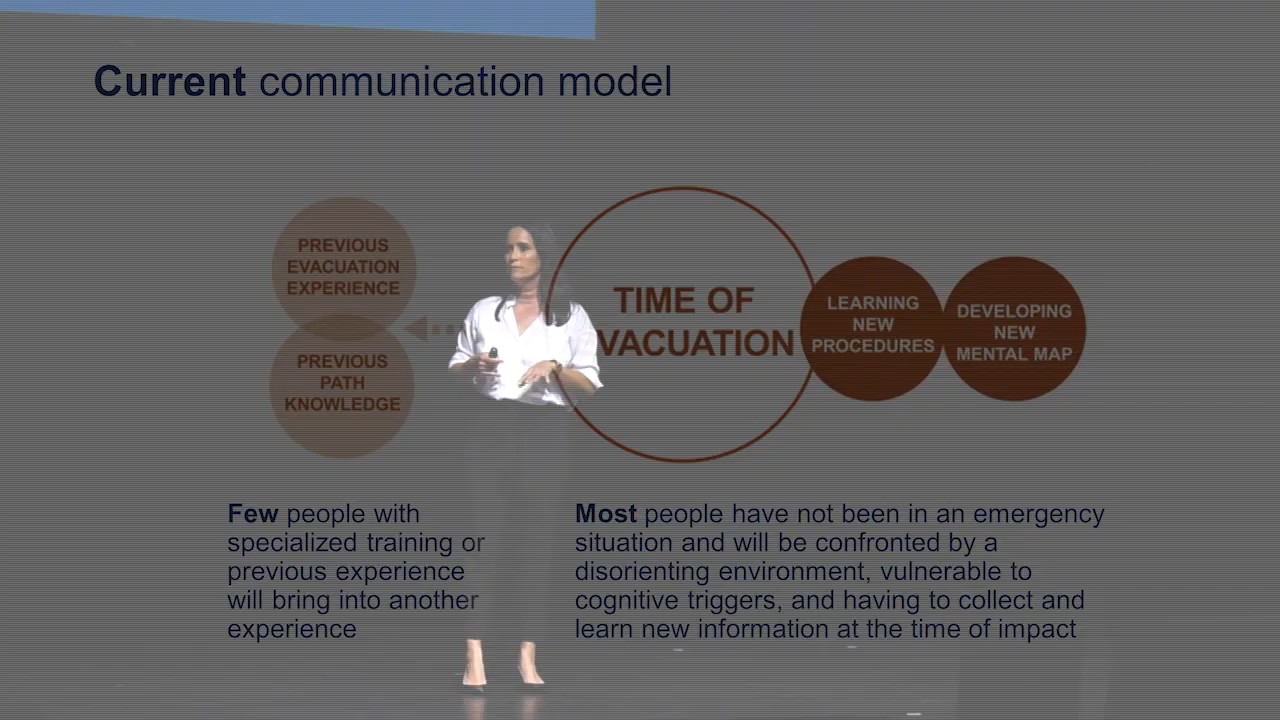 Current communication model
PREVIOUS
EVACUATION
EXPERIENCE
PREVIOUS
PATH
KNOWLEDGE
TIME OF
VACUATION
LEARNING
NEW
PROCEDURES
DEVELOPING
NEW
MENTAL MAP
Few people with
specialized training or
previous experience
will bring into another
experience
Most people have not been in an emergency
situation and will be confronted by a
disorienting environment, vulnerable to
cognitive triggers, and having to collect and
learn new information at the time of impact